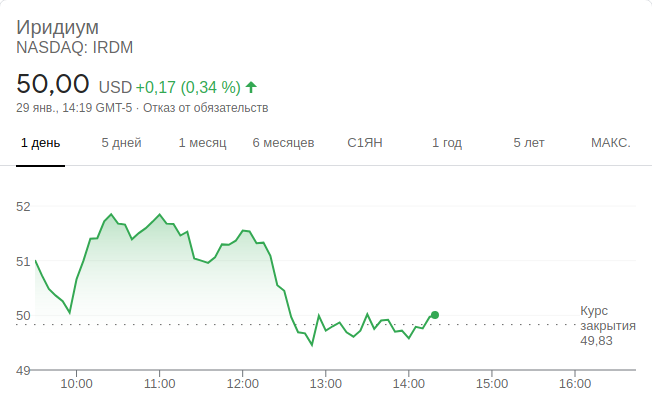 Иридиум
NASDAQ: IRDM
50,00 USD +0,17 (0,34 %)
29 янв., 14:19 GMT-5 · Отказ от обязательств
1 день 5 дней 1 месяц 6 месяцев С1ЯН 1 год 5 лет МАКС.
52
51
50
49
Курс
закрытия
49,83
10:00 11:00 12:00 13:00 14:00 15:00 16:00